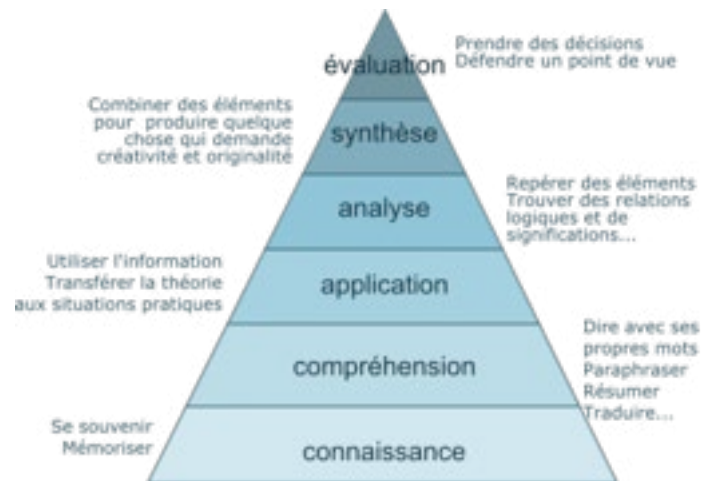 évaluation
Prendre des décisions
Défendre un point de vue
Combiner des éléments
pour produire quelque
chose qui demande
créativité et originalité
synthèse
analyse
Repérer des éléments
Trouver des relations
logiques et de
significations...
Utiliser l'information
Transférer la théorie
aux situations pratiques
application
compréhension
Dire avec ses
propres mots
Paraphraser
Résumer
Traduire...
Se souvenir
Mémoriser
connaissance